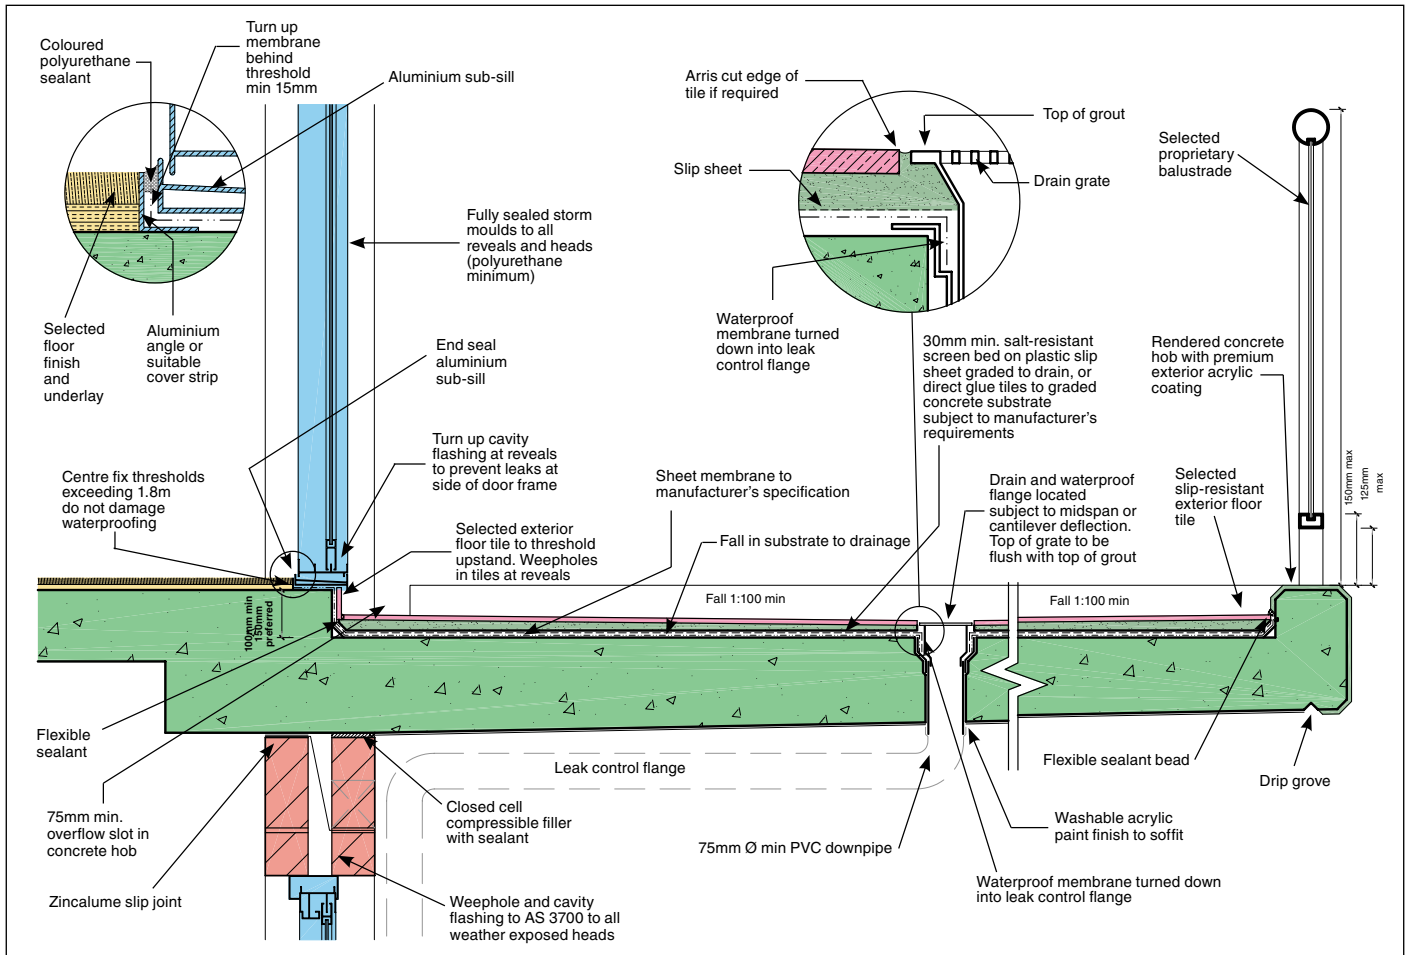 Coloured
polyurethane
sealant
Turn up
membrane
behind
threshold
min 15mm
Aluminium sub-sill
Arris cut edge of
tile if required
Top of grout
Slip sheet
Drain grate
Selected
proprietary
balustrade
Fully sealed storm
moulds to all
reveals and heads
(polyurethane
minimum)
Selected
floor
finish
and
underlay
Aluminium
angle or
suitable
cover strip
End seal
aluminium
sub-sill
Waterproof
membrane turned
down into leak
control flange
30mm min. salt-resistant
screen bed on plastic slip
sheet graded to drain, or
direct glue tiles to graded
concrete substrate
subject to manufacturer's
requirements
Rendered concrete
hob with premium
exterior acrylic
coating
Centre fix thresholds
exceeding 1.8m
do not damage
waterproofing
Turn up cavity
flashing at reveals
to prevent leaks at
side of door frame
Sheet membrane to
manufacturer's specification
Drain and waterproof
flange located
subject to midspan or
cantilever deflection.
Top of grate to be
flush with top of grout
Selected
slip-resistant
exterior floor
tile
150mm max
125mm
max
Selected exterior
floor tile to threshold
upstand. Weepholes
in tiles at reveals
Fall in substrate to drainage
100mm min
150mm
preferred
Fall 1:100 min
Fall 1:100 min
Flexible
sealant
Leak control flange
Flexible sealant bead
Drip grove
75mm min.
overflow slot in
concrete hob
Closed cell
compressible filler
with sealant
75mm Ø min PVC downpipe
Washable acrylic
paint finish to soffit
Zincalume slip joint
Weephole and cavity
flashing to AS 3700 to all
weather exposed heads
Waterproof membrane turned down
into leak control flange